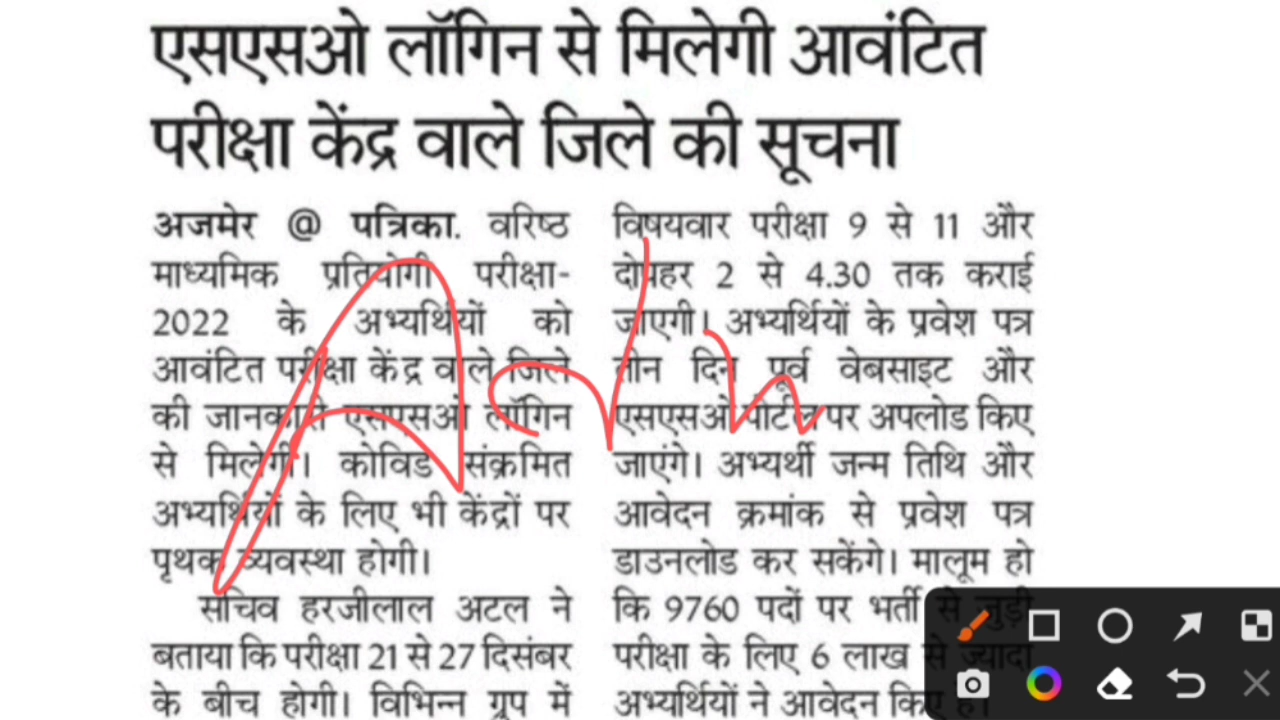 एसएसओ लॉगिन से मिलेगी आवंटित
परीक्षा केंद्र वाले जिले की सूचना
अजमेर @ पत्रिका. वरिष्ठ
माध्यमिक प्रतियोगी परीक्षा-
2022 के अभ्यर्थियों को
आवंटित परीक्षा केंद्र वाले जिले
की जानकारी एसएसओ लॉगिन
से मिलेगी। कोविड संक्रमित
अभ्यर्थियों के लिए भी केंद्रों पर
पृथक व्यवस्था होगी।
सचिव हरजीलाल अटल ने
बताया कि परीक्षा 21 से 27 दिसंबर
के बीच होगी। विभिन्न ग्रुप में
विषयवार परीक्षा 9 से 11 और
दोपहर 2 से 4.30 तक कराई
जाएगी। अभ्यर्थियों के प्रवेश पत्र
तीन दिन पूर्व वेबसाइट और
एसएसओ पोर्टल पर अपलोड किए
जाएंगे। अभ्यर्थी जन्म तिथि और
आवेदन क्रमांक से प्रवेश पत्र
डाउनलोड कर सकेंगे। मालूम हो
कि 9760 पदों पर भर्ती से जुड़ी
परीक्षा के लिए 6 लाख से ज्यादा
अभ्यर्थियों ने आवेदन किए हैं।